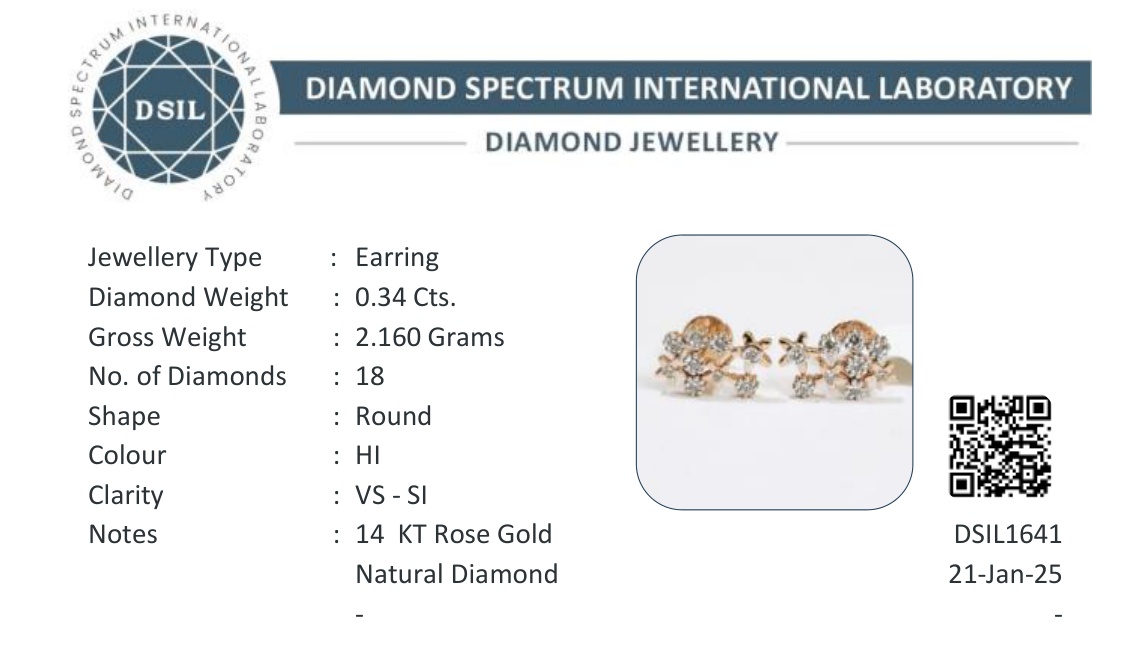 DIAMOND SPECTRUM INTERNATIONAL LABORATORY
DSIL
DIAMOND SPECTRUM INTERNATIONAL LABORATORY
DIAMOND JEWELLERY
Jewellery Type : Earring
Diamond Weight : 0.34 Cts.
Gross Weight : 2.160 Grams
No. of Diamonds : 18
Shape : Round
Colour : HI
Clarity : VS - SI
Notes : 14 KT Rose Gold
Natural Diamond
-
DSIL1641
21-Jan-25
-